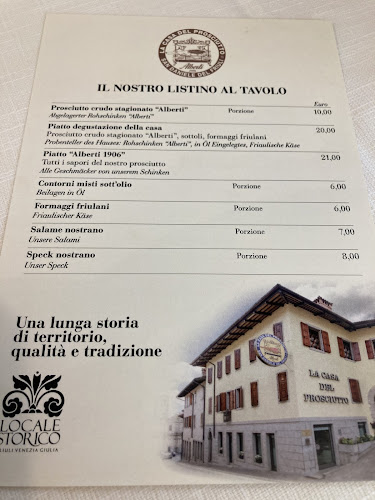 LA CASA DEL PROSCIUTTO
Alberti
SAN DANIELE DEL FRIULI
IL NOSTRO LISTINO AL TAVOLO
Euro
Prosciutto crudo stagionato "Alberti" Porzione 10,00
Abgelagerter Rohschinken "Alberti"
Piatto degustazione della casa 20,00
Prosciutto crudo stagionato "Alberti", sottoli, formaggi friulani
Probenteller des Hauses: Rohschinken "Alberti", in Öl Eingelegtes, Friaulische Käse
Piatto "Alberti 1906" 21,00
Tutti i sapori del nostro prosciutto
Alle Geschmäcker von unserem Schinken
Contorni misti sott'olio Porzione 6,00
Beilagen in Öl
Formaggi friulani Porzione 6,00
Friaulischer Käse
Salame nostrano Porzione 7,00
Unsere Salami
Speck nostrano Porzione 8,00
Unser Speck
Una lunga storia
di territorio,
qualità e tradizione
LA CASA
DEL
PROSCIUTTO
LOCALE
STORICO
FRIULI VENEZIA GIULIA